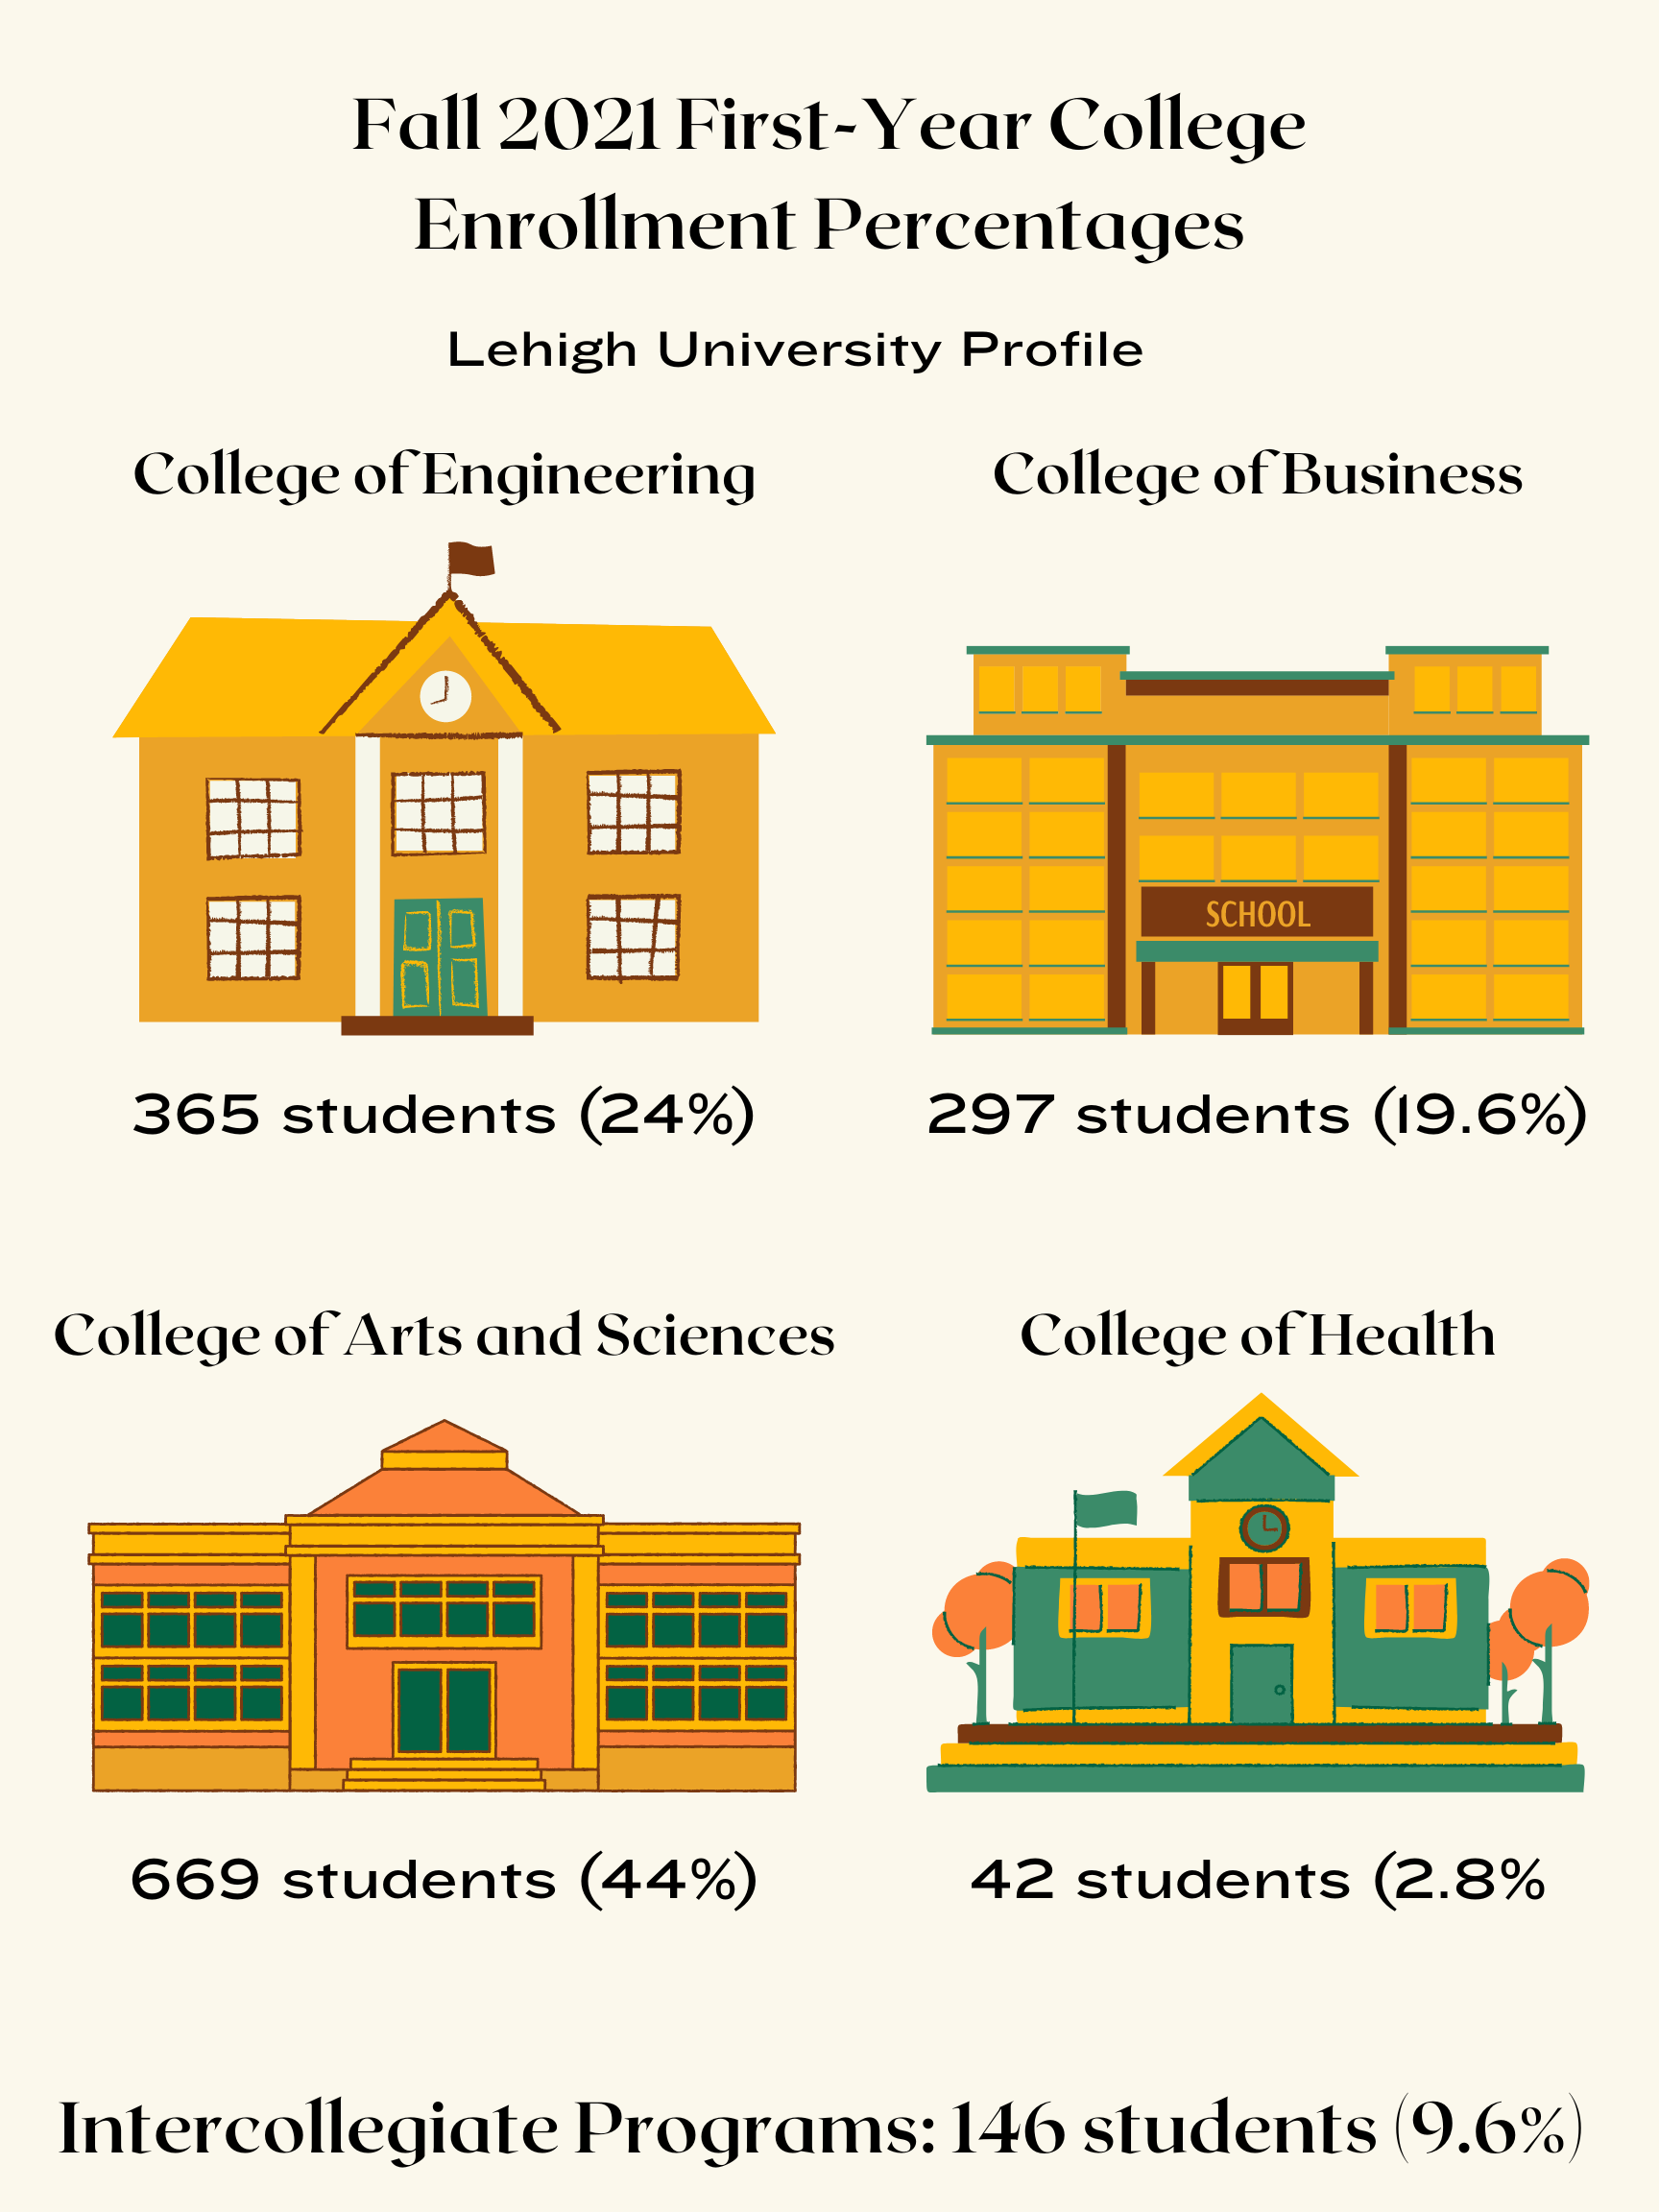 Fall 2021 First-Year College
Enrollment Percentages
Lehigh University Profile
College of Engineering
College of Business
SCHOOL
365 students (24%)
297 students (19.6%)
College of Arts and Sciences
College of Health
669 students (44%)
42 students (2.8%
Intercollegiate Programs: 146 students (9.6%)